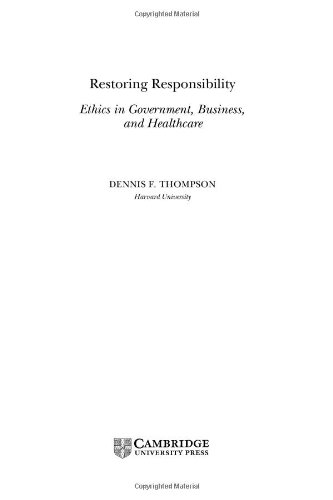 Copyrighted Material
Restoring Responsibility
Ethics in Government, Business,
and Healthcare
DENNIS F. THOMPSON
Harvard University
CAMBRIDGE
UNIVERSITY PRESS
Copyrighted Material